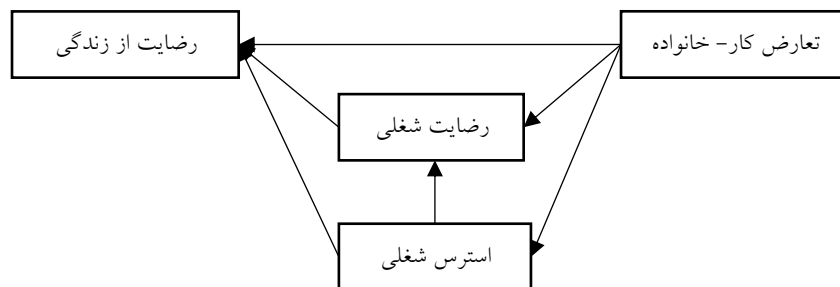 تعارض کار- خانواده
رضایت از زندگی
رضایت شغلی
استرس شغلی